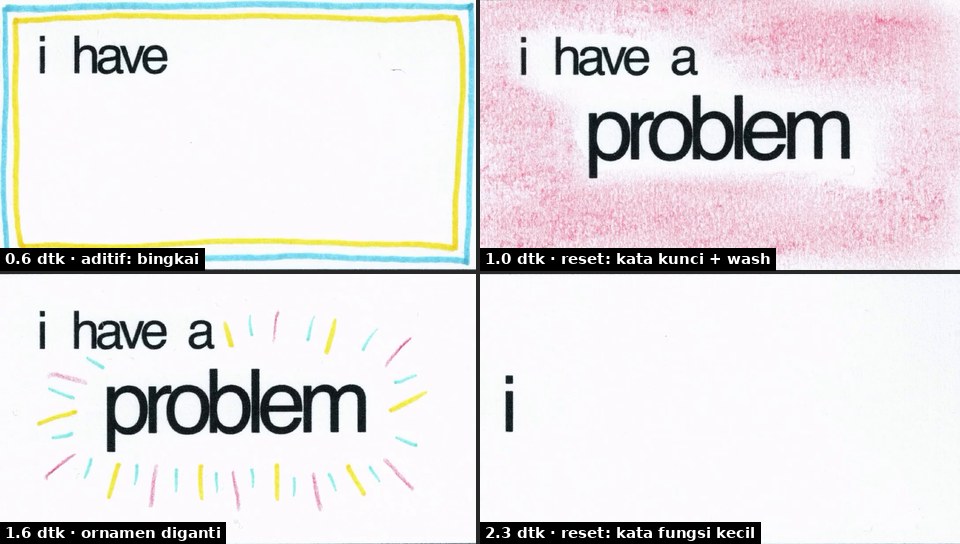 i have
0.6 dtk · aditif: bingkai
i have a
problem
1.0 dtk · reset: kata kunci + wash
i have a
problem
1.6 dtk · ornamen diganti
i
2.3 dtk · reset: kata fungsi kecil